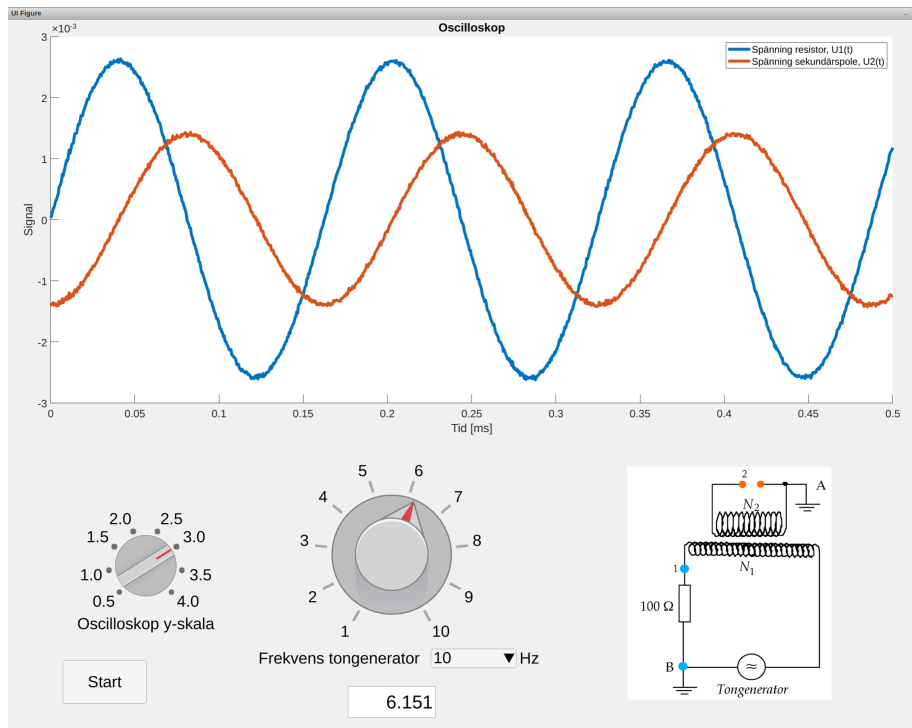 UI Figure
Oscilloskop
×10⁻³
3
2
1
0
-1
-2
-3
Signal
Spänning resistor, U1(t)
Spänning sekundärspole, U2(t)
0 0.05 0.1 0.15 0.2 0.25 0.3 0.35 0.4 0.45 0.5
Tid [ms]
0.5 1.0 1.5 2.0 2.5 3.0 3.5 4.0
Oscilloskop y-skala
Start
1 2 3 4 5 6 7 8 9 10
Frekvens tongenerator 10 Hz
6.151
2
A
N₂
N₁
1
100 Ω
B
Tongenerator